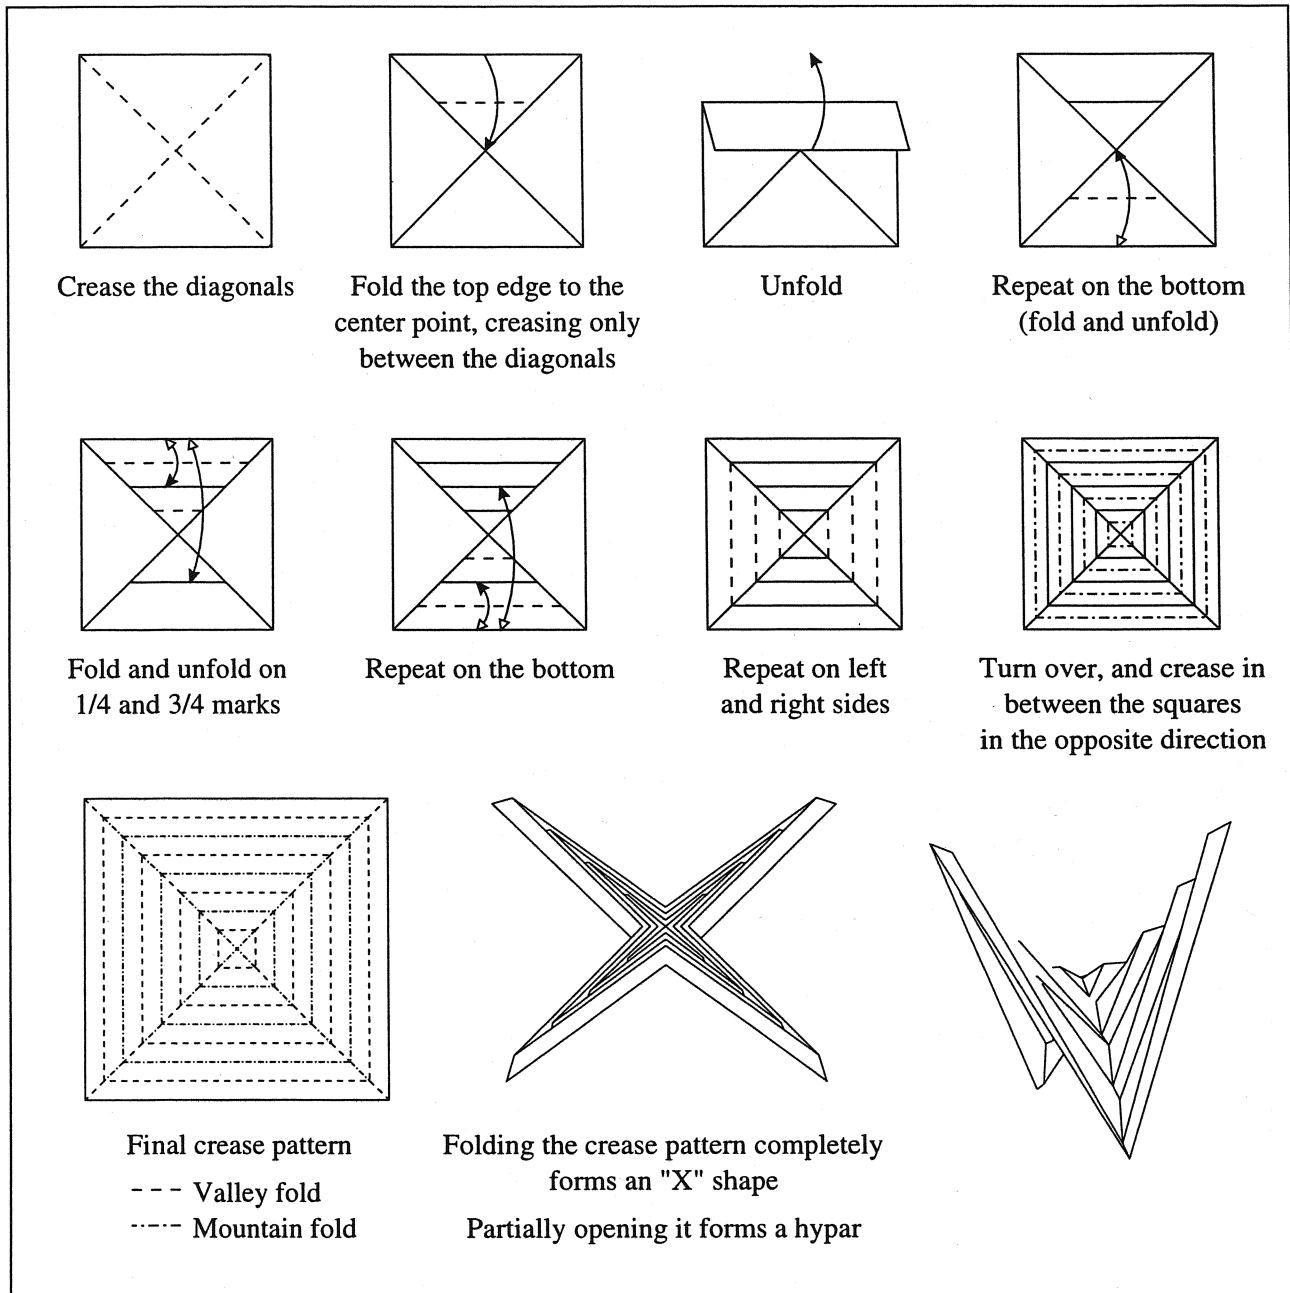 Crease the diagonals
Fold the top edge to the
center point, creasing only
between the diagonals
Unfold
Repeat on the bottom
(fold and unfold)
Fold and unfold on
1/4 and 3/4 marks
Repeat on the bottom
Repeat on left
and right sides
Turn over, and crease in
between the squares
in the opposite direction
Final crease pattern
Valley fold
Mountain fold
Folding the crease pattern completely
forms an "X" shape
Partially opening it forms a hypar